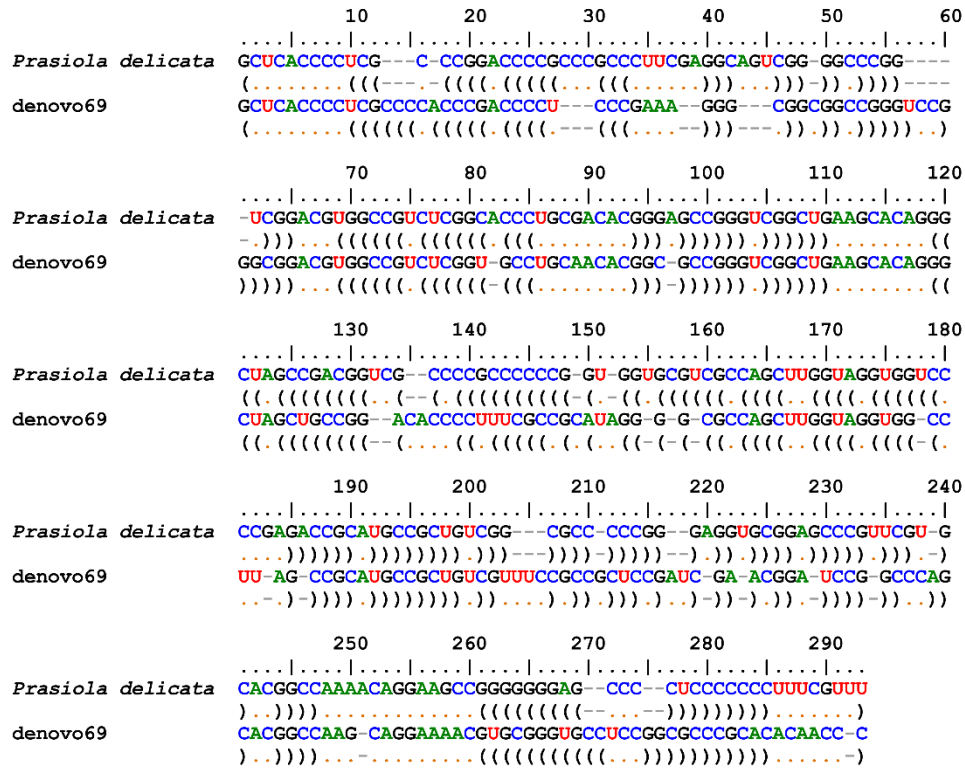 10 20 30 40 50 60
....|....|....|....|....|....|....|....|....|....|....|....|
Prasiola delicata GCUCACCCCUCG---C-CCGGACCCCGCCCGCCCUUCGAGGCAGUCGG-GGCCCGG----
(........(((---.-(((.((....(((..((....))..)))..))-.)).)))----
denovo69 GCUCACCCCUCGCCCCACCCGACCCCU---CCCGAAA--GGG---CGGCGGCCGGGUCCG
(........((((((.((((.((....---(((....--)))---.)).)).)))))..)
70 80 90 100 110 120
....|....|....|....|....|....|....|....|....|....|....|....|
Prasiola delicata -UCGGACGUGGCCGUCUCGGCACCCUGCGACACGGGAGCCGGGUCGGCUGAAGCACAGGG
-.)))...((((((.(((((.(((........))).))))).))))))........((
denovo69 GGCGGACGUGGCCGUCUCGGU-GCCUGCAACACGGC-GCCGGGUCGGCUGAAGCACAGGG
)))))...((((((.(((((-(((........)))-))))).))))))........((
130 140 150 160 170 180
....|....|....|....|....|....|....|....|....|....|....|....|
Prasiola delicata CUAGCCGACGGUCG--CCCCGCCCCCCG-GU-GGUGCGUCGCCAGCUUGGUAGGUGGUCC
((.((((((((.(--.(((..(((((((-(.-.((.((((((.((((..((.(((((..
denovo69 CUAGCUGCCGG--ACACCCCUUUCGCCGCAUAGG-G-G-CGCCAGCUUGGUAGGUGG-CC
((.((((((((--(....((..(((((.(.(..(-(-(-(.((((..((.((((-(.
190 200 210 220 230 240
....|....|....|....|....|....|....|....|....|....|....|....|
Prasiola delicata CCGAGACCGCAUGCCGCUGUCGG---CGCC-CCCGG--GAGGUGCGGAGCCCGUUCGU-G
....))))).)).))))))).))---....)-))))--).)).)))))).))))...)-)
denovo69 UU-AG-CCGCAUGCCGCUGUCGUUUCCGCCGCUCCGAUC-GA-ACGGA-UCCG-GCCCAG
..-.)-))))).)).))))))))).)....).)))).)--))-).)).-)))-)...))
250 260 270 280 290
....|....|....|....|....|....|....|....|....|...
Prasiola delicata CACGGCCAAAACAGGAAGCCGGGGGGGAG--CCC--CUCCCCCCCUUUCGUUU
)..)))).............(((((((((--...--))))))))).......)
denovo69 CACGGCCAAG-CAGGAAAACGUGCGGGUGCCUCCGGCGCCCGCACACAACC-C
)..))))...-.........(((((((((((...)))))))))))......-)